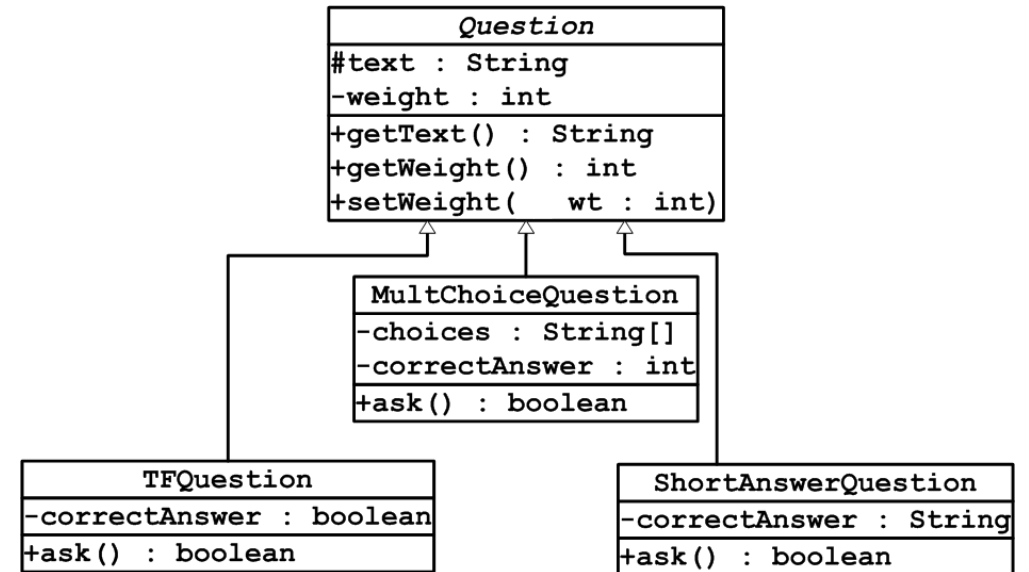 Question
#text : String
-weight : int
+getText() : String
+getWeight() : int
+setWeight( wt : int)
MultChoiceQuestion
-choices : String[]
-correctAnswer : int
+ask() : boolean
TFQuestion
-correctAnswer : boolean
+ask() : boolean
ShortAnswerQuestion
-correctAnswer : String
+ask() : boolean